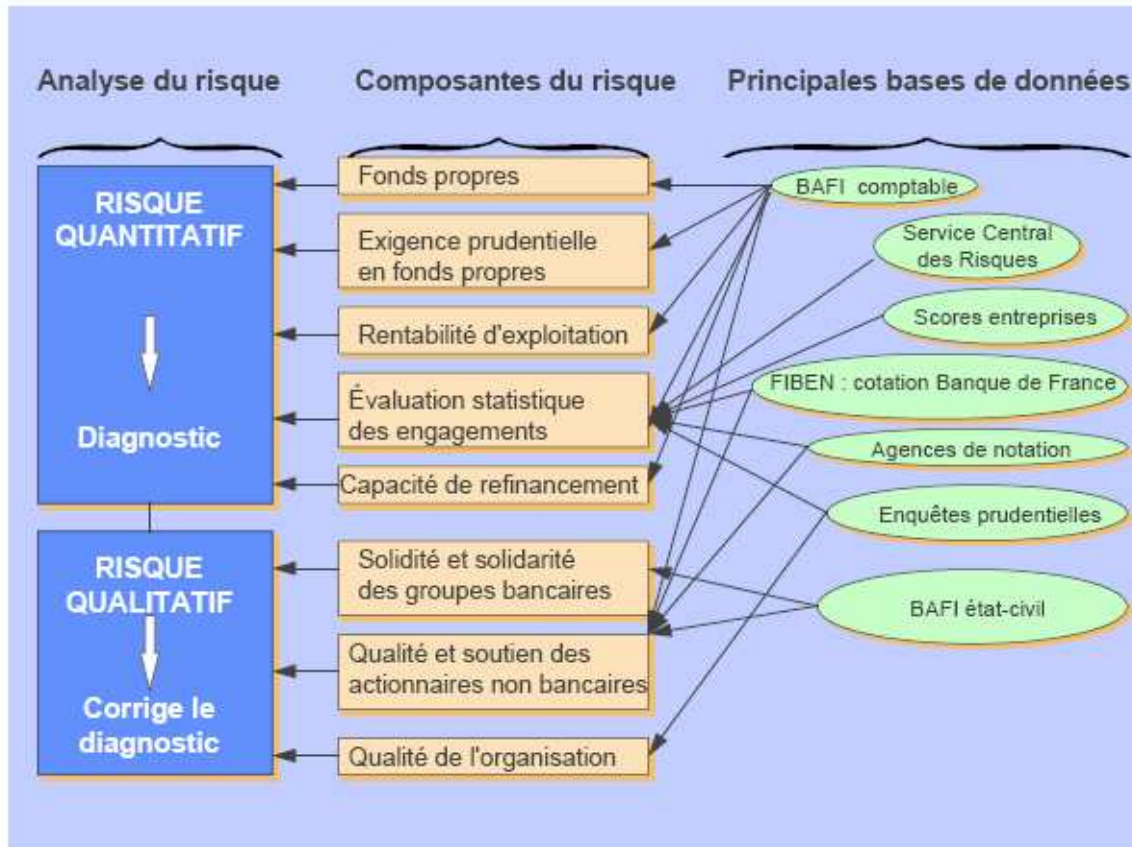 Analyse du risque
Composantes du risque
Principales bases de données
RISQUE
QUANTITATIF
Diagnostic
RISQUE
QUALITATIF
Corrige le
diagnostic
Fonds propres
Exigence prudentielle
en fonds propres
Rentabilité d'exploitation
Évaluation statistique
des engagements
Capacité de refinancement
Solidité et solidarité
des groupes bancaires
Qualité et soutien des
actionnaires non bancaires
Qualité de l'organisation
BAFI comptable
Service Central
des Risques
Scores entreprises
FIBEN : cotation Banque de France
Agences de notation
Enquêtes prudentielles
BAFI état-civil